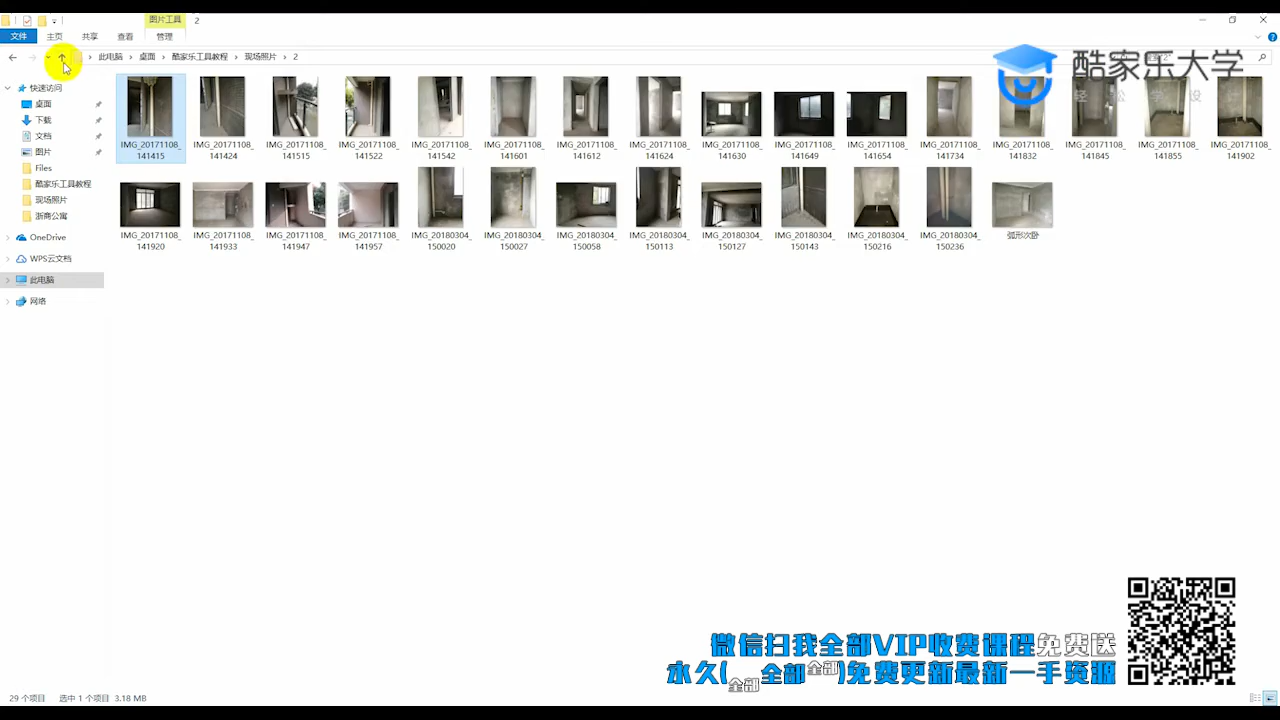 图片工具
2
文件
主页
共享
查看
管理
此电脑
桌面
酷家乐工具教程
现场照片
2
酷家乐大学
轻 松 学 设
快速访问
桌面
下载
文档
图片
Files
酷家乐工具教程
现场照片
浙商公寓
OneDrive
WPS云文档
此电脑
网络
IMG_20171108_141415
IMG_20171108_141424
IMG_20171108_141515
IMG_20171108_141522
IMG_20171108_141542
IMG_20171108_141601
IMG_20171108_141612
IMG_20171108_141624
IMG_20171108_141630
IMG_20171108_141649
IMG_20171108_141654
IMG_20171108_141734
IMG_20171108_141832
IMG_20171108_141845
IMG_20171108_141855
IMG_20171108_141902
IMG_20171108_141920
IMG_20171108_141933
IMG_20171108_141947
IMG_20171108_141957
IMG_20180304_150020
IMG_20180304_150027
IMG_20180304_150058
IMG_20180304_150113
IMG_20180304_150127
IMG_20180304_150143
IMG_20180304_150216
IMG_20180304_150236
弧形次卧
微信扫我全部VIP收费课程免费送
永久(全部全部全部)免费更新最新一手资源
29 个项目
选中 1 个项目 3.18 MB